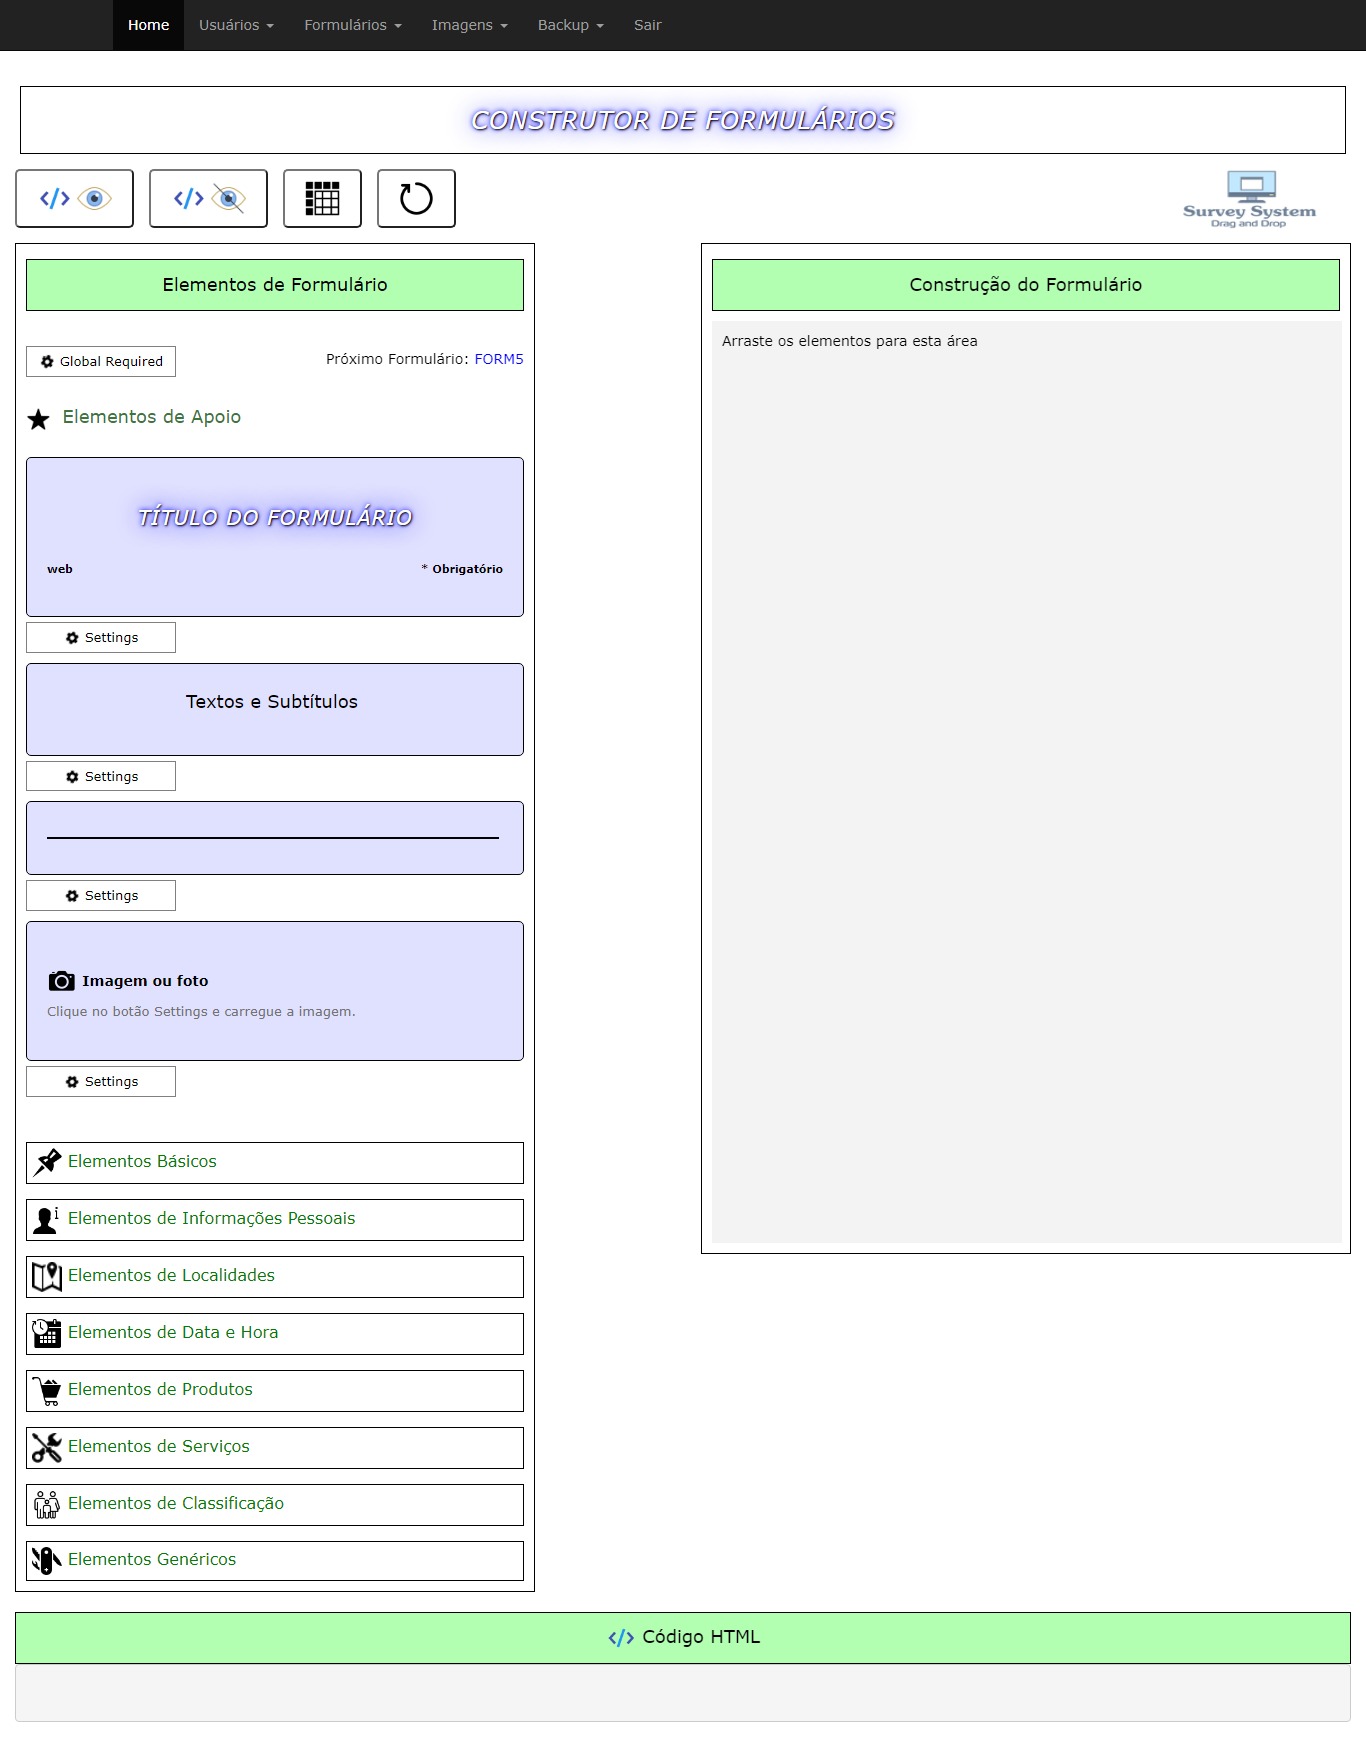 Home Usuários Formulários Imagens Backup Sair
CONSTRUTOR DE FORMULÁRIOS
Survey System
Drag and Drop
Elementos de Formulário
Global Required
Próximo Formulário: FORM5
Elementos de Apoio
TÍTULO DO FORMULÁRIO
web
* Obrigatório
Settings
Textos e Subtítulos
Settings
Settings
Imagem ou foto
Clique no botão Settings e carregue a imagem.
Settings
Elementos Básicos
Elementos de Informações Pessoais
Elementos de Localidades
Elementos de Data e Hora
Elementos de Produtos
Elementos de Serviços
Elementos de Classificação
Elementos Genéricos
Construção do Formulário
Arraste os elementos para esta área
</> Código HTML